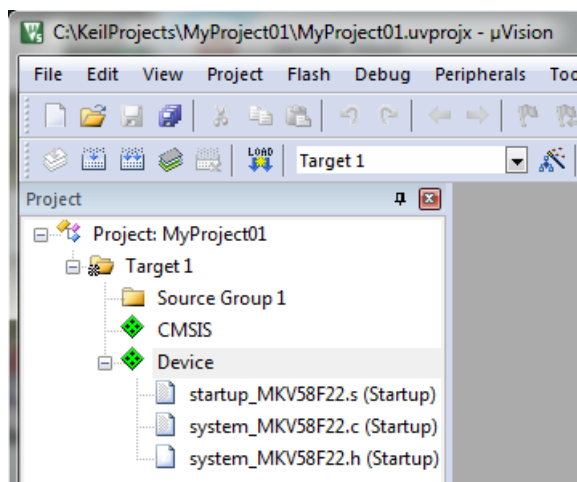 C:\KeilProjects\MyProject01\MyProject01.uvprojx - µVision
File Edit View Project Flash Debug Peripherals Too
LOAD Target 1
Project
Project: MyProject01
Target 1
Source Group 1
CMSIS
Device
startup_MKV58F22.s (Startup)
system_MKV58F22.c (Startup)
system_MKV58F22.h (Startup)